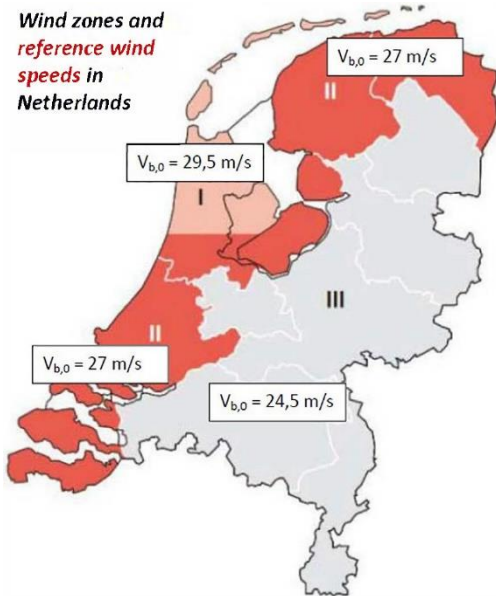 Wind zones and
reference wind
speeds in
Netherlands
V_b,0 = 27 m/s
II
V_b,0 = 29,5 m/s
I
III
II
V_b,0 = 27 m/s
V_b,0 = 24,5 m/s